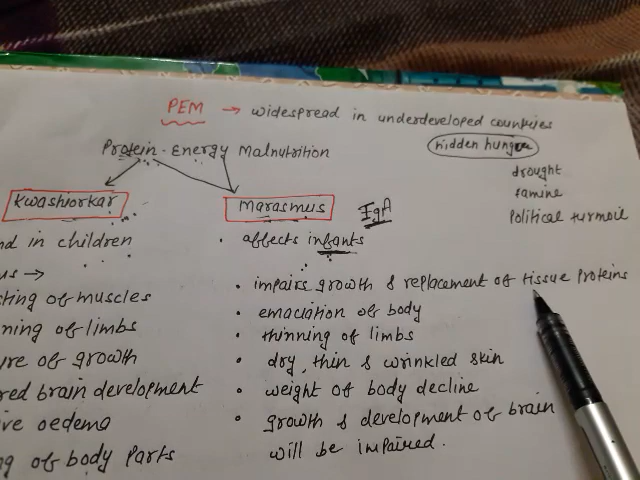 PEM → widespread in underdeveloped countries
Protein-Energy Malnutrition
hidden hunger
drought
famine
Political turmoil
Kwashiorkar
Marasmus
IgA
nd in children
us →
sting of muscles
ning of limbs
ure of growth
red brain development
ive oedema
ng of body parts
• affects infants
• impairs growth & replacement of tissue proteins
• emaciation of body
• thinning of limbs
• dry, thin & wrinkled skin
• weight of body decline
• growth & development of brain
will be impaired.